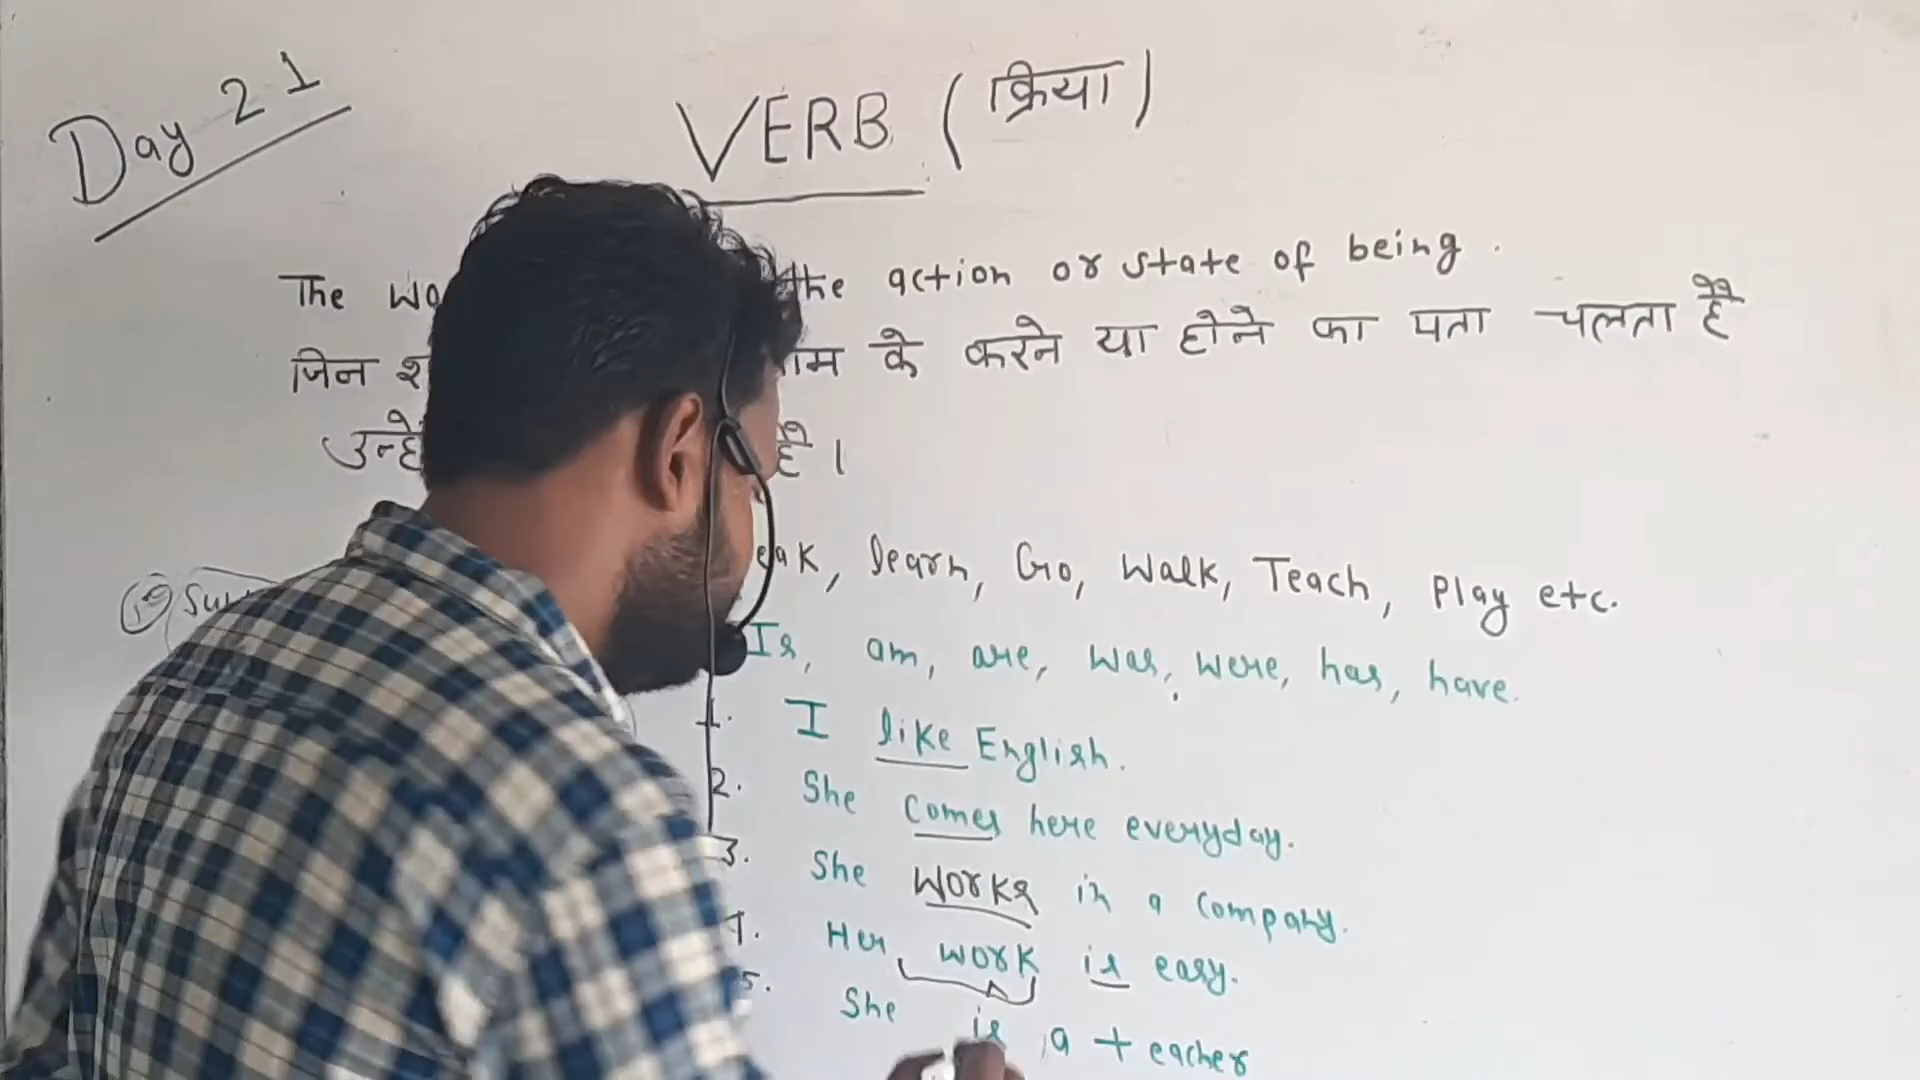 Day 21
VERB (क्रिया)
The the action or state of being.
जिन के करने या होने का पता चलता है
उन्हें है।
learn, Go, Walk, Teach, Play etc.
Is, am, are, was, were, has, have.
1. I like English.
2. She comes here everyday.
3. She works in a company.
4. Her work is easy.
5. She is a teacher